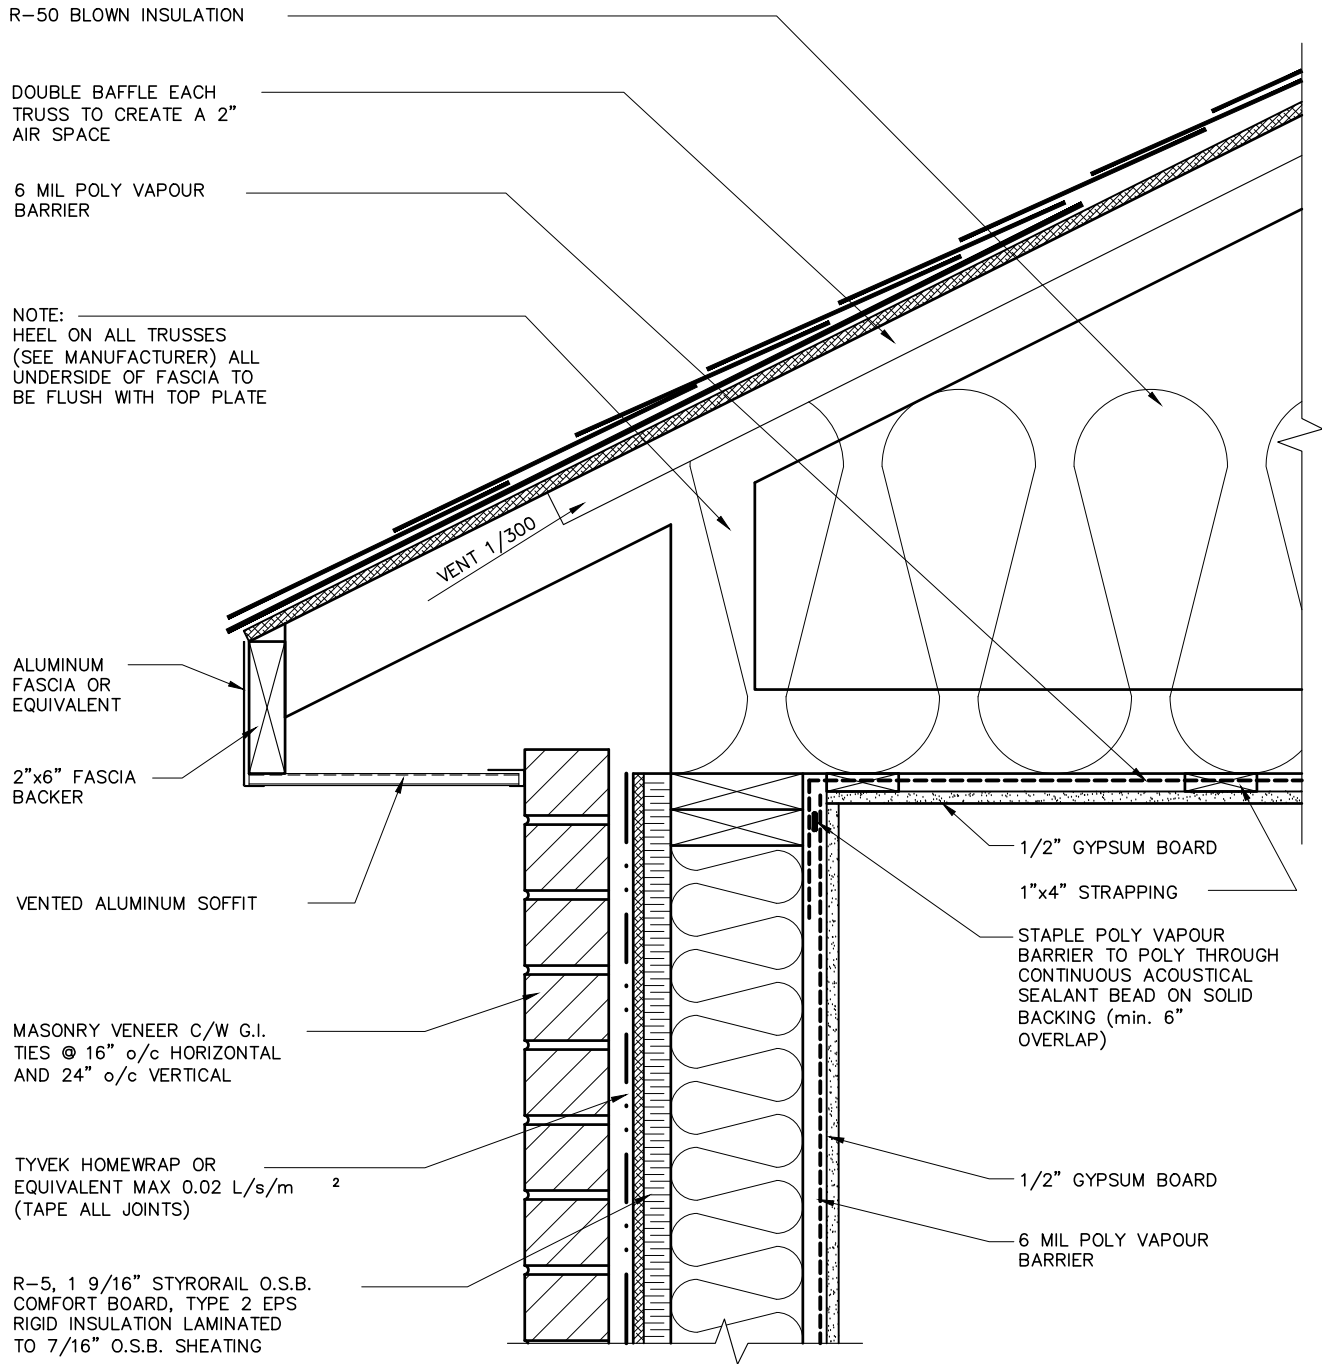 R-50 BLOWN INSULATION
DOUBLE BAFFLE EACH
TRUSS TO CREATE A 2"
AIR SPACE
6 MIL POLY VAPOUR
BARRIER
NOTE:
HEEL ON ALL TRUSSES
(SEE MANUFACTURER) ALL
UNDERSIDE OF FASCIA TO
BE FLUSH WITH TOP PLATE
VENT 1/300
ALUMINUM
FASCIA OR
EQUIVALENT
2"x6" FASCIA
BACKER
VENTED ALUMINUM SOFFIT
MASONRY VENEER C/W G.I.
TIES @ 16" o/c HORIZONTAL
AND 24" o/c VERTICAL
TYVEK HOMEWRAP OR
EQUIVALENT MAX 0.02 L/s/m 2
(TAPE ALL JOINTS)
R-5, 1 9/16" STYRORAIL O.S.B.
COMFORT BOARD, TYPE 2 EPS
RIGID INSULATION LAMINATED
TO 7/16" O.S.B. SHEATING
1/2" GYPSUM BOARD
1"x4" STRAPPING
STAPLE POLY VAPOUR
BARRIER TO POLY THROUGH
CONTINUOUS ACOUSTICAL
SEALANT BEAD ON SOLID
BACKING (min. 6"
OVERLAP)
1/2" GYPSUM BOARD
6 MIL POLY VAPOUR
BARRIER